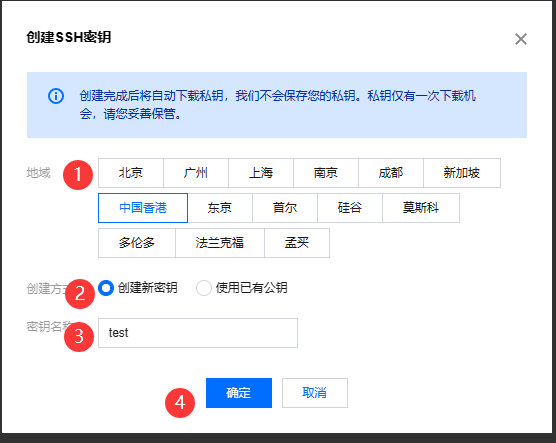 创建SSH密钥
创建完成后将自动下载私钥，我们不会保存您的私钥。私钥仅有一次下载机
会，请您妥善保管。
地域 1 北京 广州 上海 南京 成都 新加坡
中国香港 东京 首尔 硅谷 莫斯科
多伦多 法兰克福 孟买
创建方式 2 创建新密钥 使用已有公钥
密钥名称 3 test
4 确定 取消